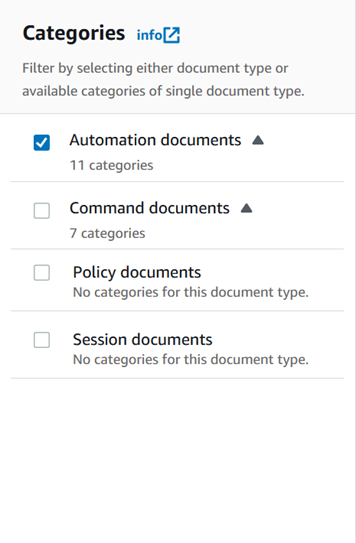 Categories info
Filter by selecting either document type or
available categories of single document type.
Automation documents
11 categories
Command documents
7 categories
Policy documents
No categories for this document type.
Session documents
No categories for this document type.